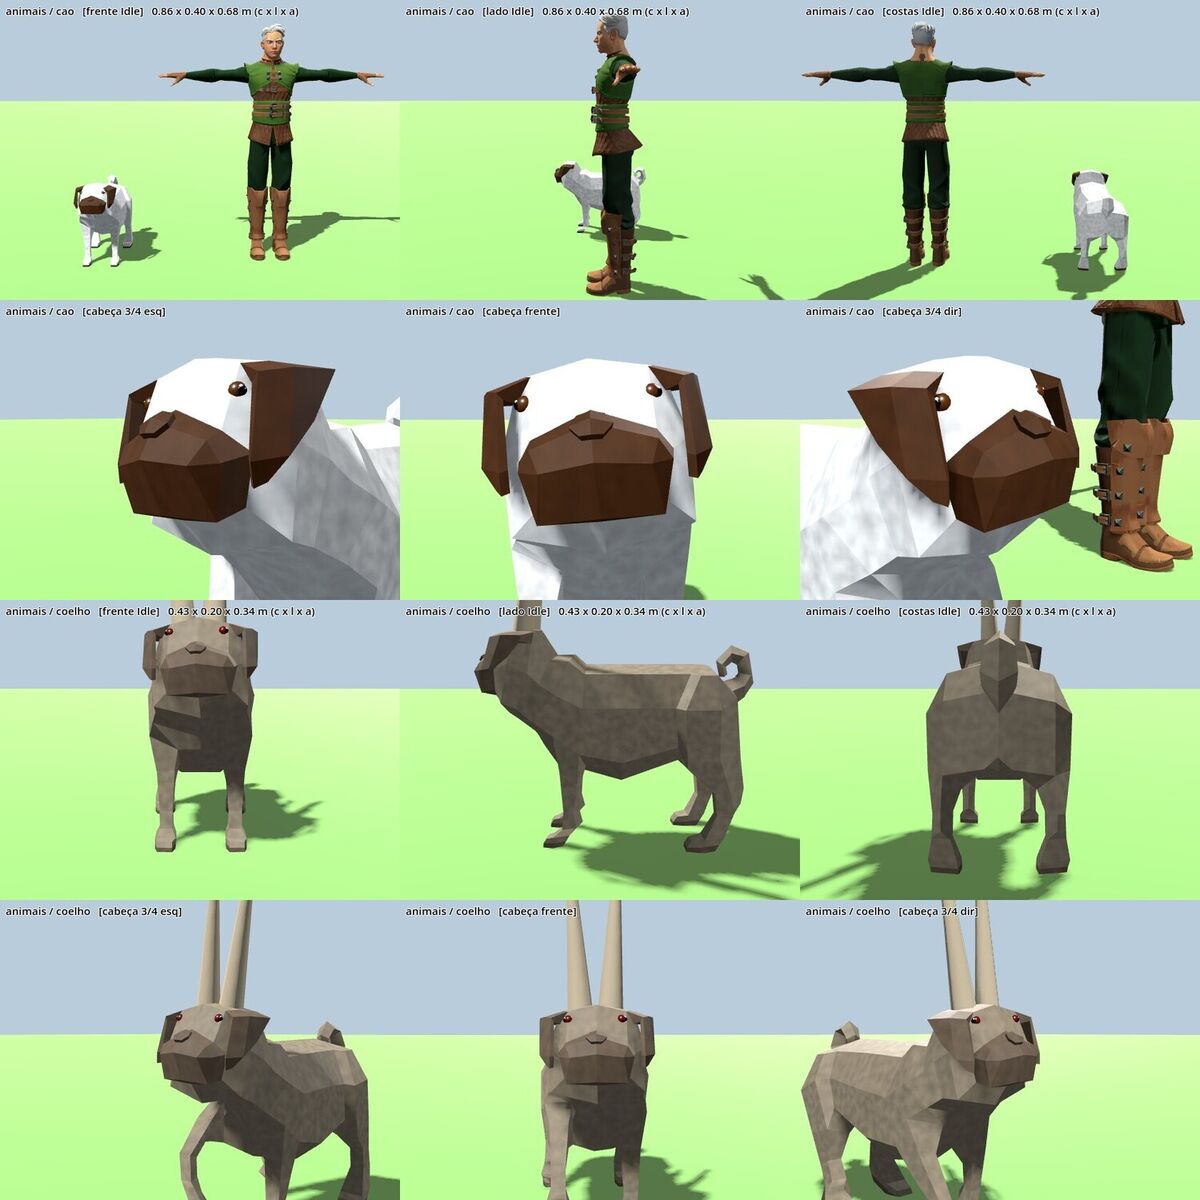 animais / cao [frente Idle] 0.86 x 0.40 x 0.68 m (c x l x a)
animais / cao [lado Idle] 0.86 x 0.40 x 0.68 m (c x l x a)
animais / cao [costas Idle] 0.86 x 0.40 x 0.68 m (c x l x a)
animais / cao [cabeça 3/4 esq]
animais / cao [cabeça frente]
animais / cao [cabeça 3/4 dir]
animais / coelho [frente Idle] 0.43 x 0.20 x 0.34 m (c x l x a)
animais / coelho [lado Idle] 0.43 x 0.20 x 0.34 m (c x l x a)
animais / coelho [costas Idle] 0.43 x 0.20 x 0.34 m (c x l x a)
animais / coelho [cabeça 3/4 esq]
animais / coelho [cabeça frente]
animais / coelho [cabeça 3/4 dir]